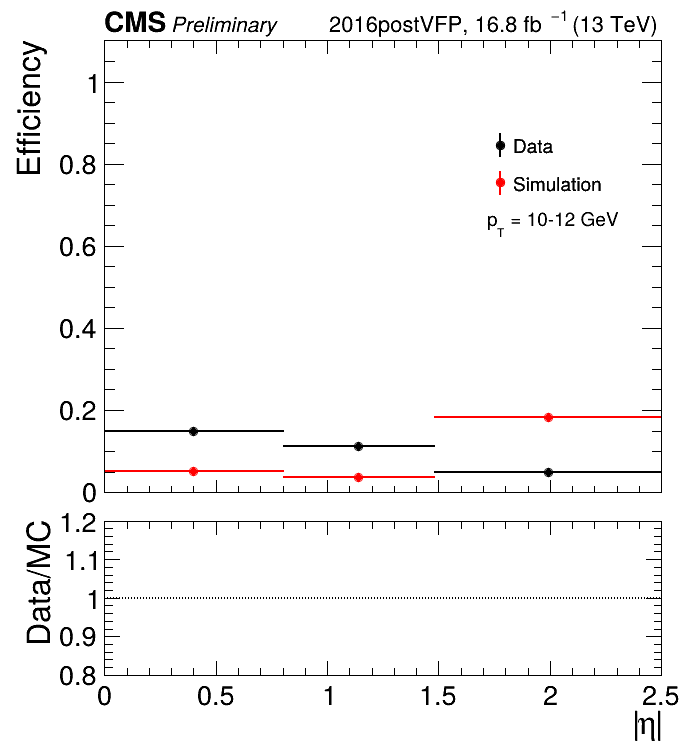 CMS Preliminary 2016postVFP, 16.8 fb⁻¹ (13 TeV)
Efficiency
1
0.8
0.6
0.4
0.2
0
Data
Simulation
p_T = 10-12 GeV
Data/MC
1.2
1.1
1
0.9
0.8
0 0.5 1 1.5 2 2.5
|η|